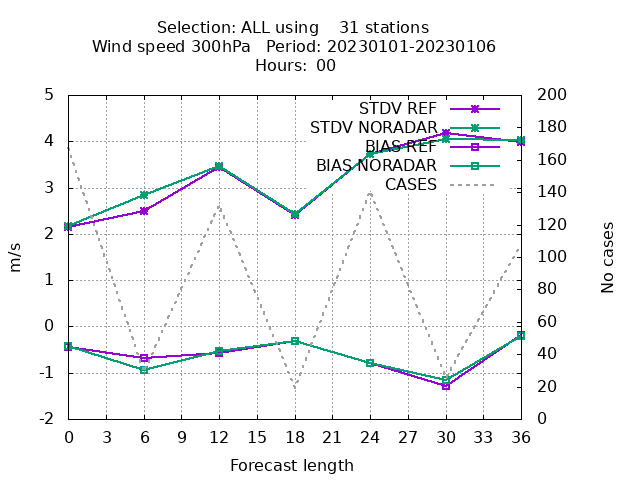 Selection: ALL using    31 stations
Wind speed 300hPa   Period: 20230101-20230106
Hours:  00
STDV REF
STDV NORADAR
BIAS REF
BIAS NORADAR
CASES
5
4
3
2
1
0
-1
-2
m/s
200
180
160
140
120
100
80
60
40
20
0
No cases
0 3 6 9 12 15 18 21 24 27 30 33 36
Forecast length